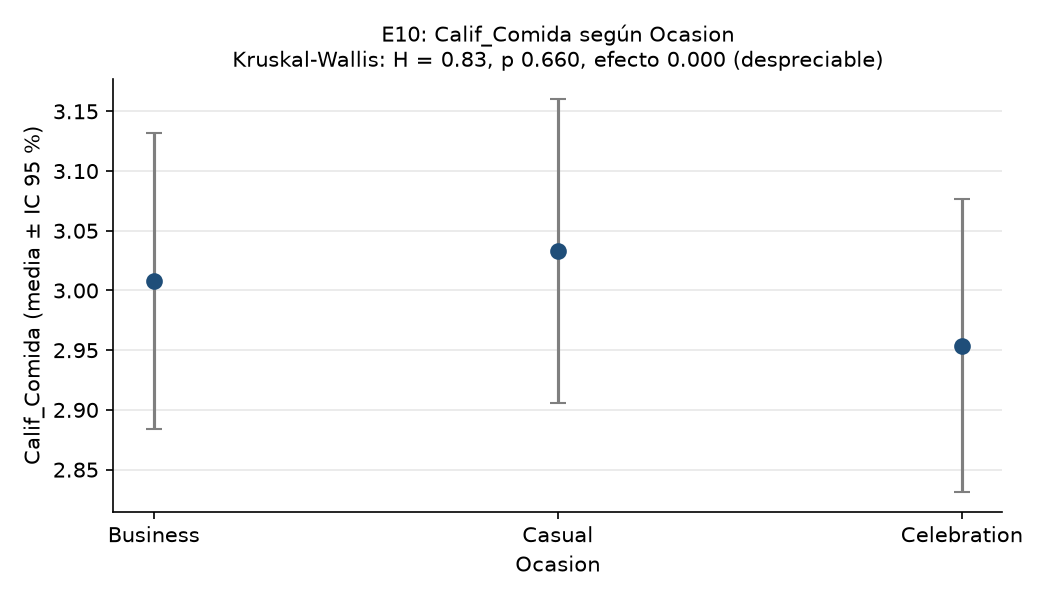 E10: Calif_Comida según Ocasion
Kruskal-Wallis: H = 0.83, p 0.660, efecto 0.000 (despreciable)
Calif_Comida (media ± IC 95 %)
3.15
3.10
3.05
3.00
2.95
2.90
2.85
Business
Casual
Celebration
Ocasion